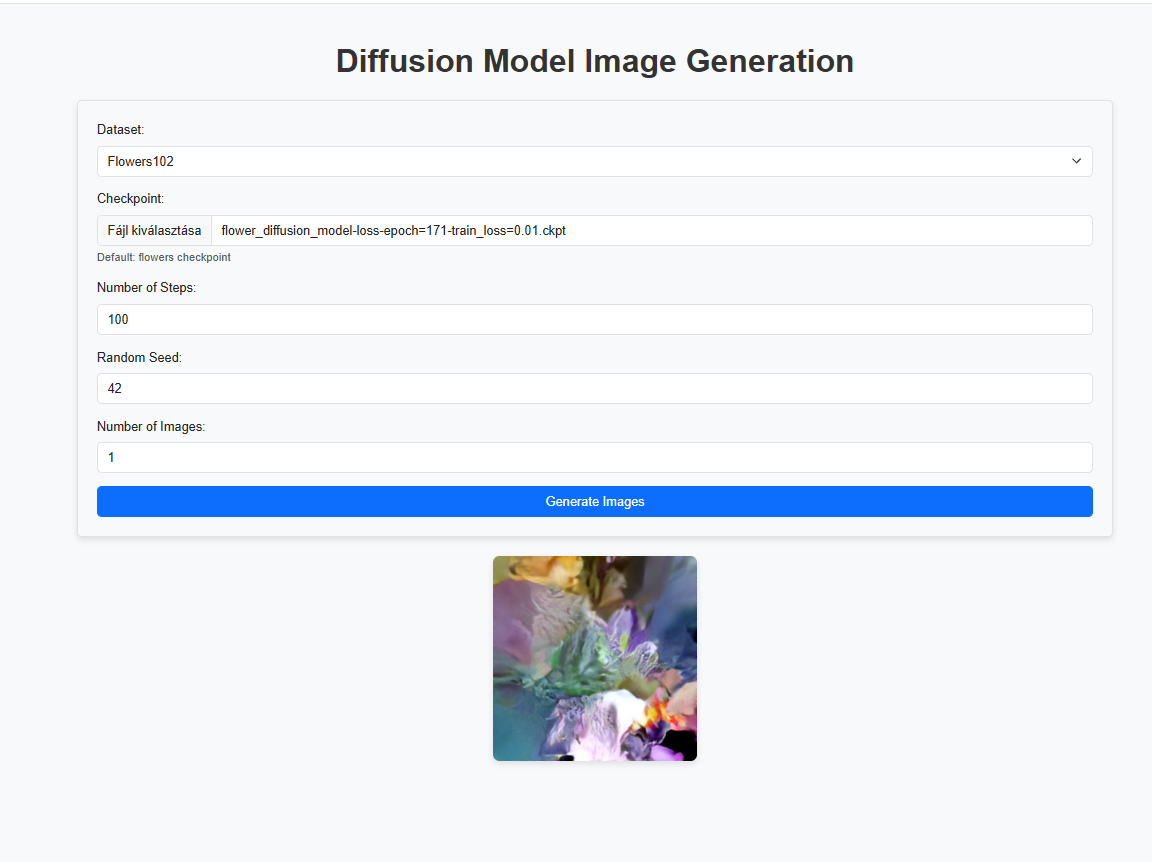 Diffusion Model Image Generation
Dataset:
Flowers102
Checkpoint:
Fájl kiválasztása flower_diffusion_model-loss-epoch=171-train_loss=0.01.ckpt
Default: flowers checkpoint
Number of Steps:
100
Random Seed:
42
Number of Images:
1
Generate Images